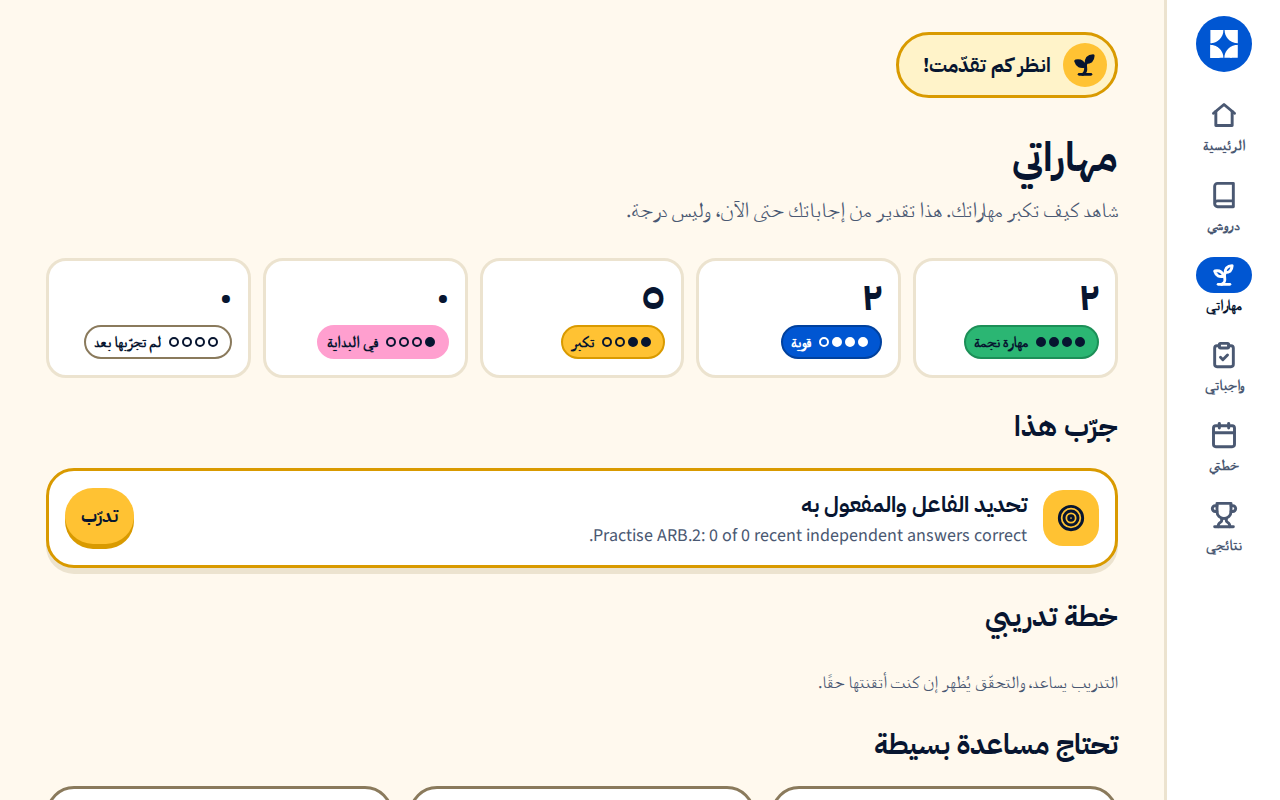 انظر كم تقدّمت!
مهاراتي
شاهد كيف تكبر مهاراتك. هذا تقدير من إجاباتك حتى الآن، وليس درجة.
٢
مهارة نجمة
٢
قوية
٥
تكبر
٠
في البداية
٠
لم تجرّبها بعد
جرّب هذا
تحديد الفاعل والمفعول به
Practise ARB.2: 0 of 0 recent independent answers correct.
تدرّب
خطة تدريبي
التدريب يساعد، والتحقّق يُظهر إن كنت أتقنتها حقًا.
تحتاج مساعدة بسيطة
الرئيسية
دروسي
مهاراتي
واجباتي
خطتي
نتائجي